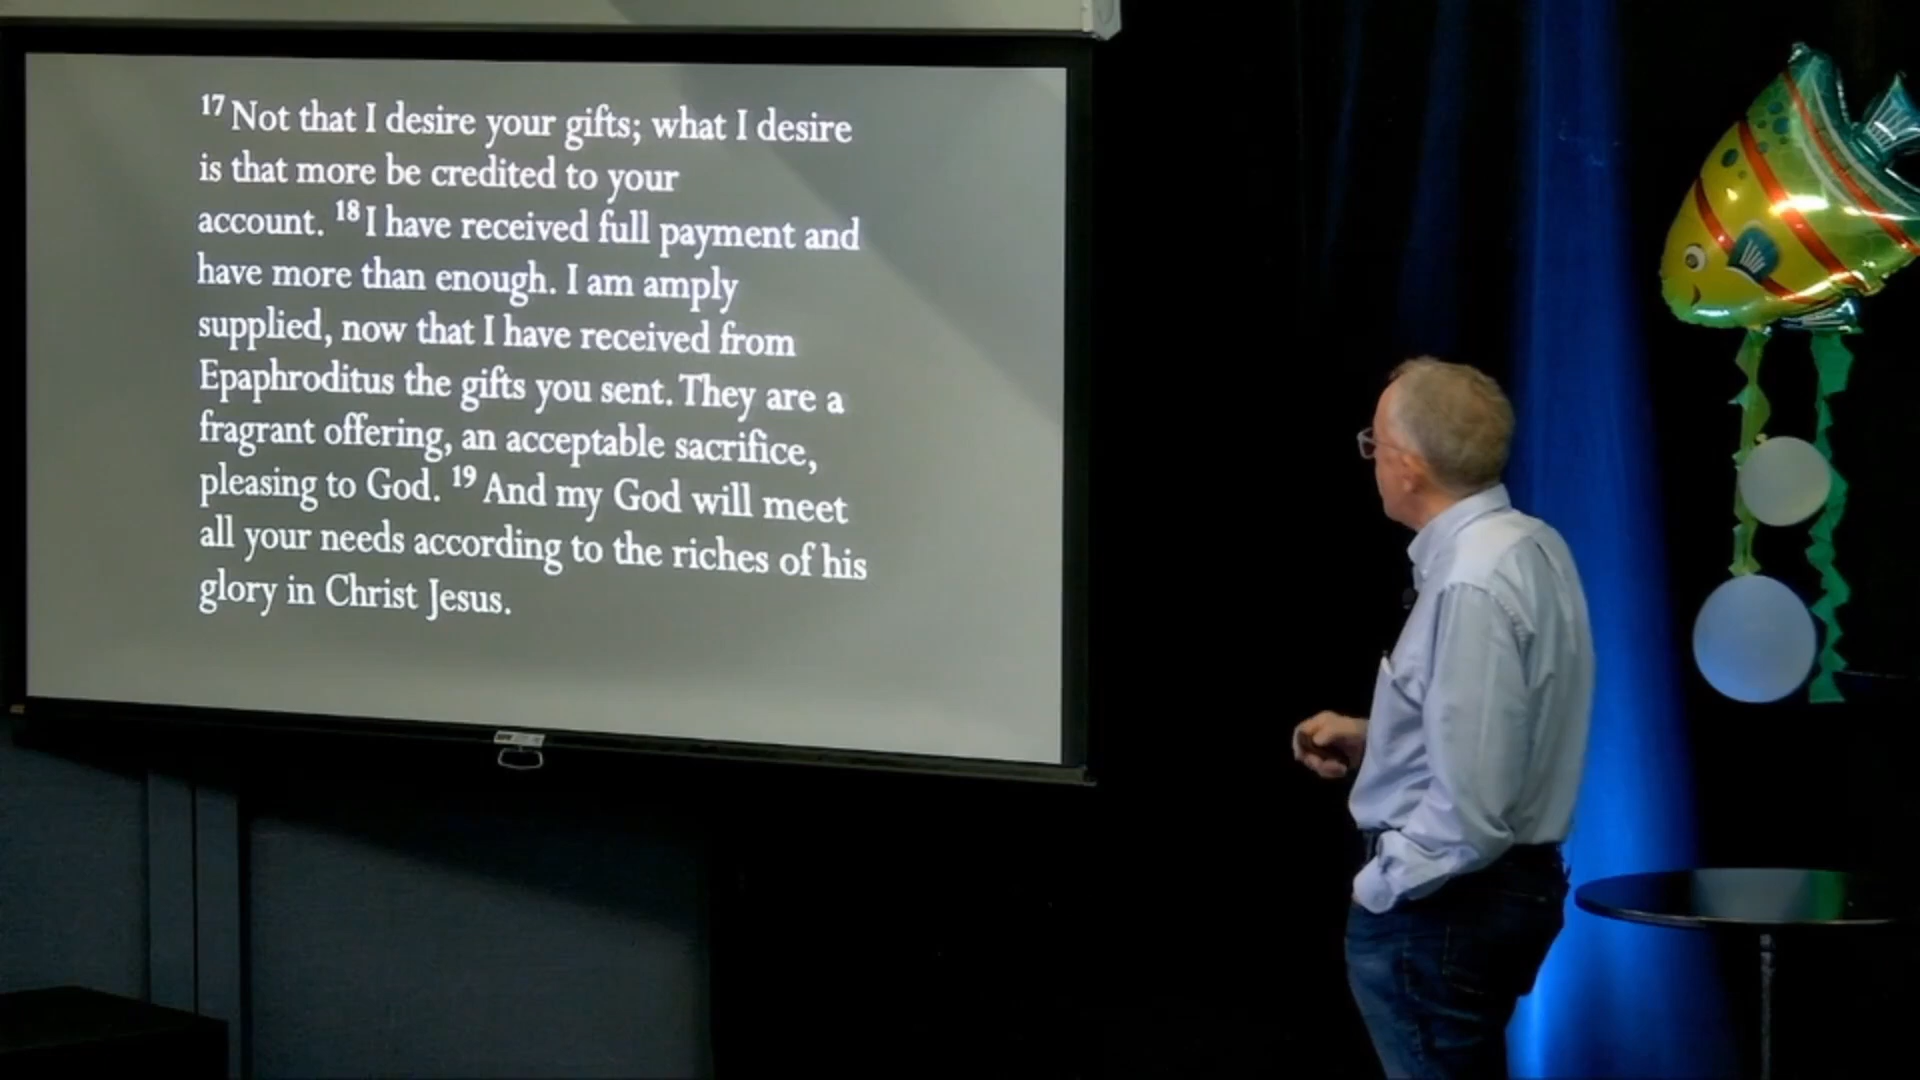 17 Not that I desire your gifts; what I desire
is that more be credited to your
account. 18 I have received full payment and
have more than enough. I am amply
supplied, now that I have received from
Epaphroditus the gifts you sent. They are a
fragrant offering, an acceptable sacrifice,
pleasing to God. 19 And my God will meet
all your needs according to the riches of his
glory in Christ Jesus.